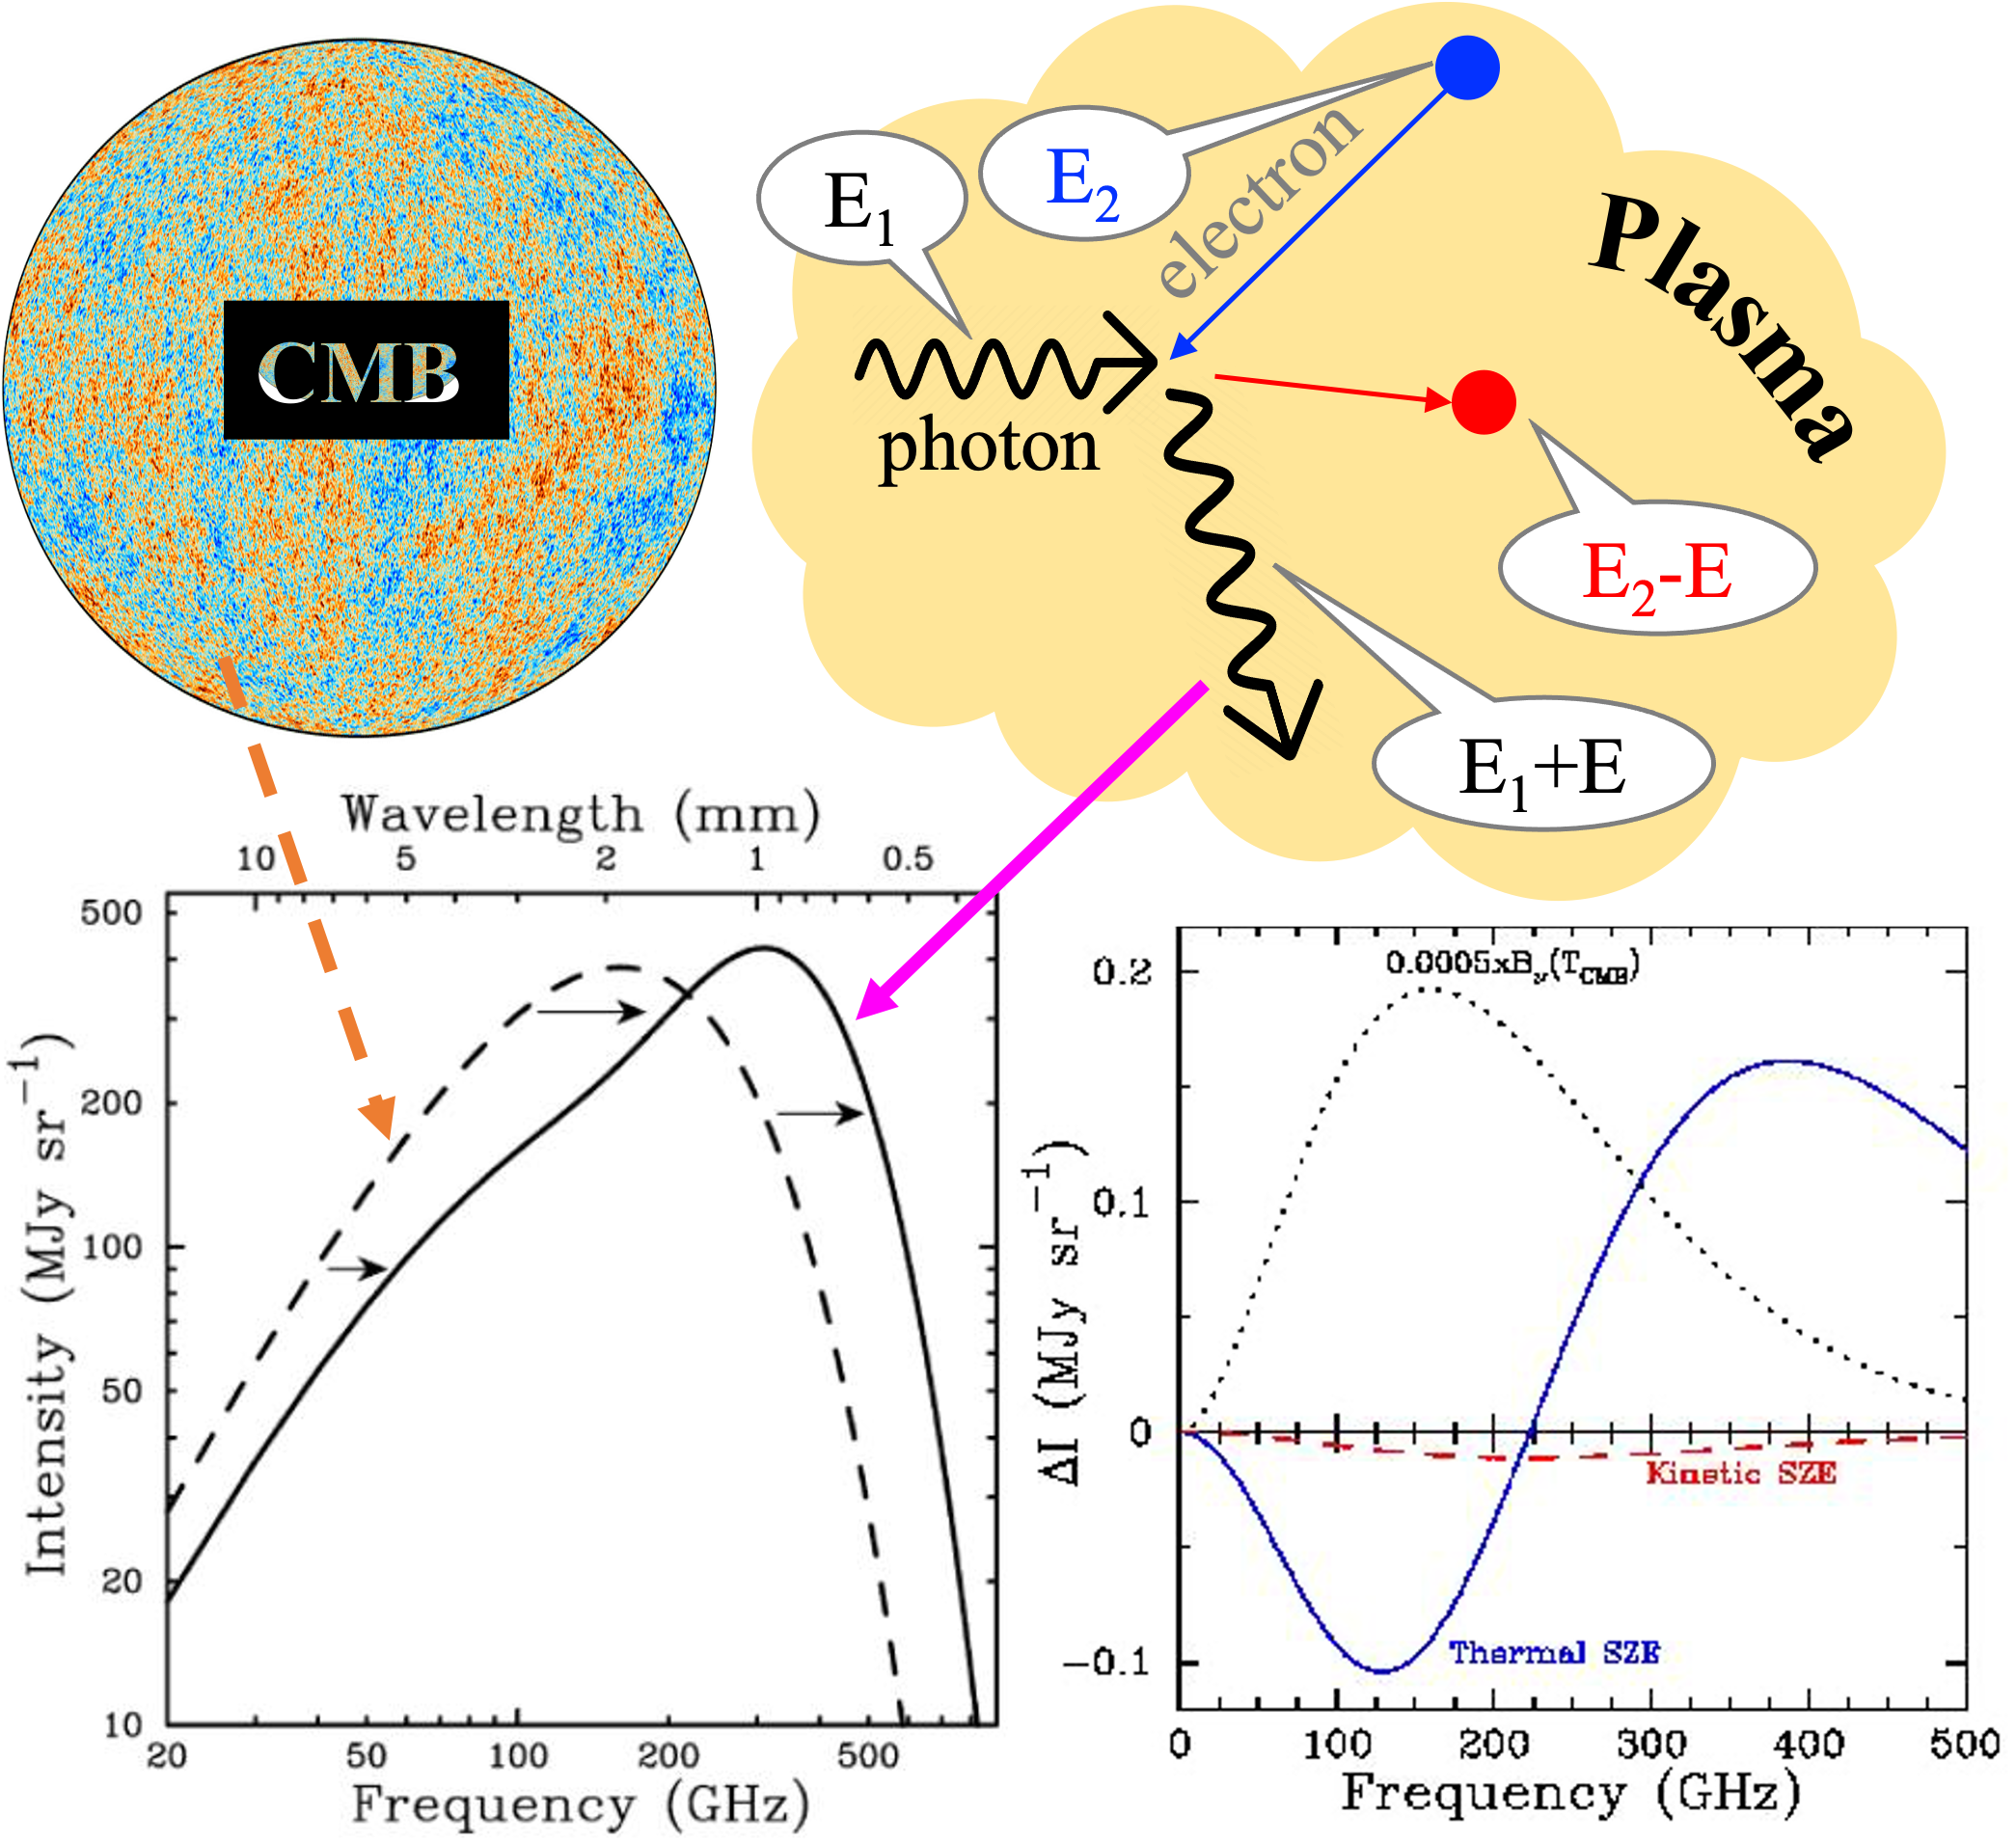 CMB
E₁
E₂
electron
photon
Plasma
E₂-E
E₁+E
Wavelength (mm)
10 5 2 1 0.5
Intensity (MJy sr⁻¹)
500
200
100
50
20
10
20 50 100 200 500
Frequency (GHz)
ΔI (MJy sr⁻¹)
0.2
0.1
0
-0.1
0.0005xBᵧ(T_CMB)
Kinetic SZE
Thermal SZE
0 100 200 300 400 500
Frequency (GHz)